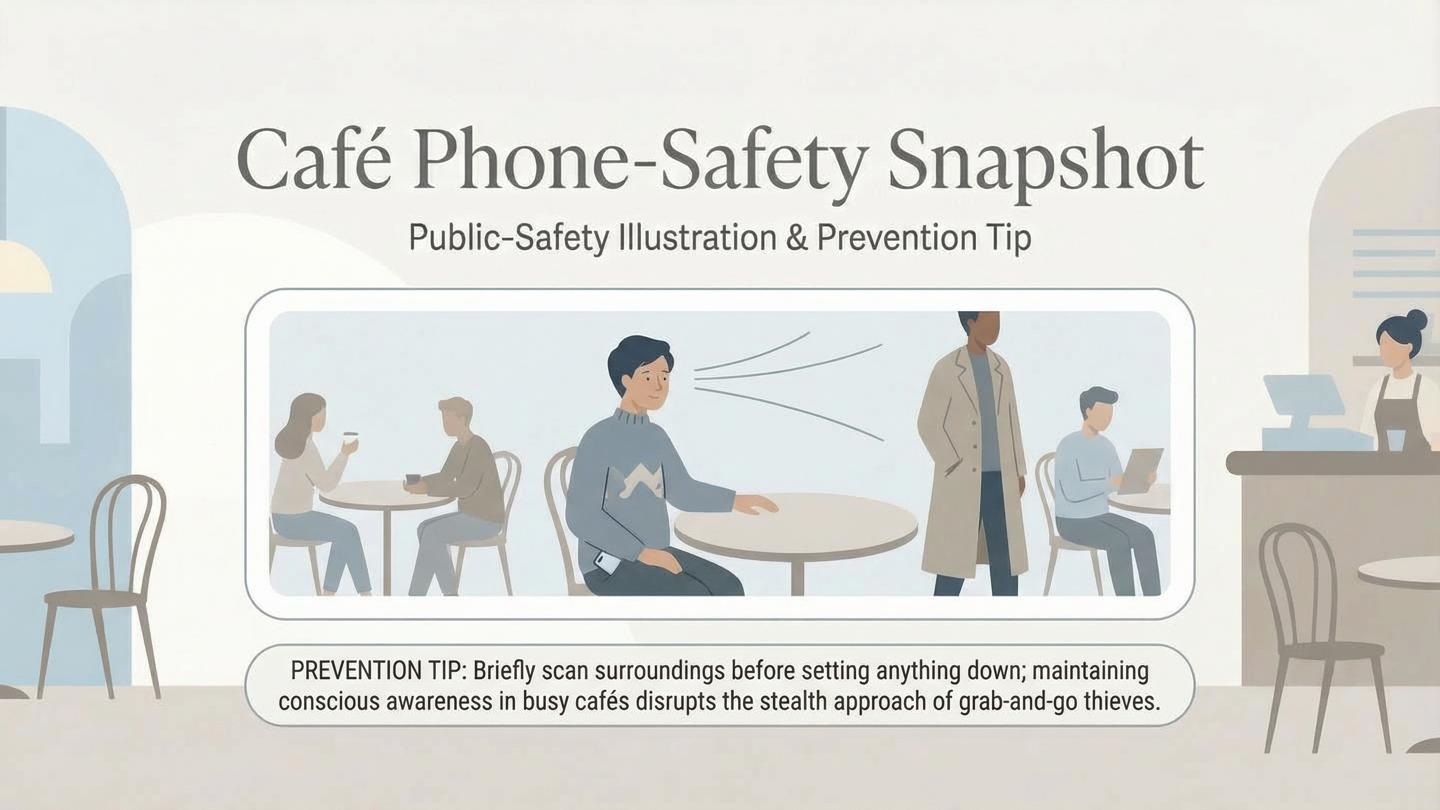 Café Phone-Safety Snapshot
Public-Safety Illustration & Prevention Tip
PREVENTION TIP: Briefly scan surroundings before setting anything down; maintaining
conscious awareness in busy cafés disrupts the stealth approach of grab-and-go thieves.